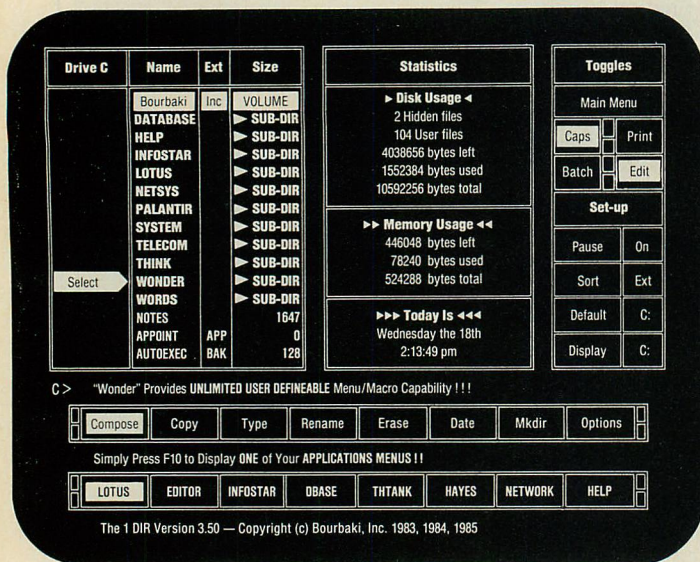 Drive C Name Ext Size
Bourbaki Inc VOLUME
DATABASE ► SUB-DIR
HELP ► SUB-DIR
INFOSTAR ► SUB-DIR
LOTUS ► SUB-DIR
NETSYS ► SUB-DIR
PALANTIR ► SUB-DIR
SYSTEM ► SUB-DIR
TELECOM ► SUB-DIR
THINK ► SUB-DIR
Select WONDER ► SUB-DIR
WORDS ► SUB-DIR
NOTES 1647
APPOINT APP 0
AUTOEXEC BAK 128
Statistics
► Disk Usage ◄
2 Hidden files
104 User files
4038656 bytes left
1552384 bytes used
10592256 bytes total
►► Memory Usage ◄◄
446048 bytes left
78240 bytes used
524288 bytes total
►►► Today Is ◄◄◄
Wednesday the 18th
2:13:49 pm
Toggles
Main Menu
Caps Print
Batch Edit
Set-up
Pause On
Sort Ext
Default C:
Display C:
C> "Wonder" Provides UNLIMITED USER DEFINEABLE Menu/Macro Capability ! ! !
Compose Copy Type Rename Erase Date Mkdir Options
Simply Press F10 to Display ONE of Your APPLICATIONS MENUS ! !
LOTUS EDITOR INFOSTAR DBASE THTANK HAYES NETWORK HELP
The 1 DIR Version 3.50 — Copyright (c) Bourbaki, Inc. 1983, 1984, 1985